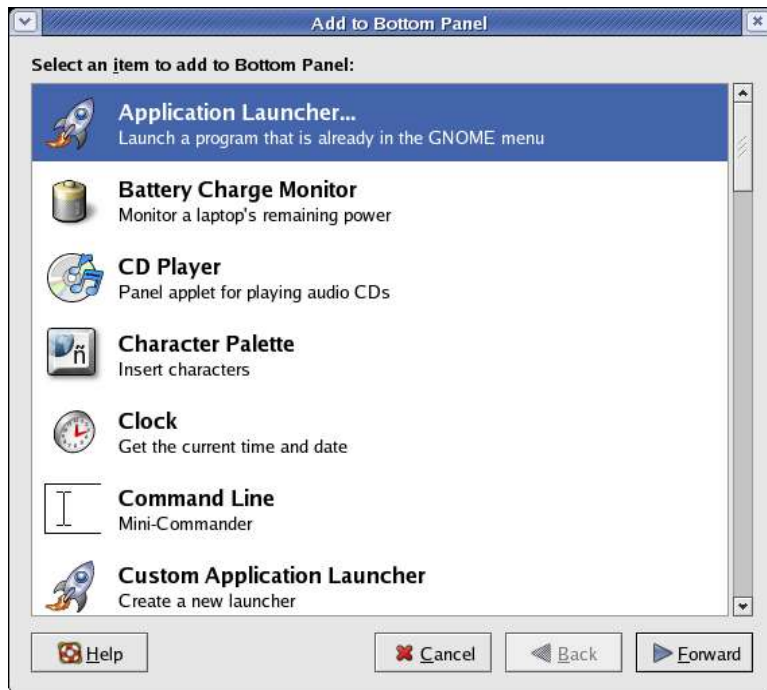 Add to Bottom Panel
Select an item to add to Bottom Panel:
Application Launcher...
Launch a program that is already in the GNOME menu
Battery Charge Monitor
Monitor a laptop's remaining power
CD Player
Panel applet for playing audio CDs
ñ
Character Palette
Insert characters
Clock
Get the current time and date
Command Line
Mini-Commander
Custom Application Launcher
Create a new launcher
Help Cancel Back Forward